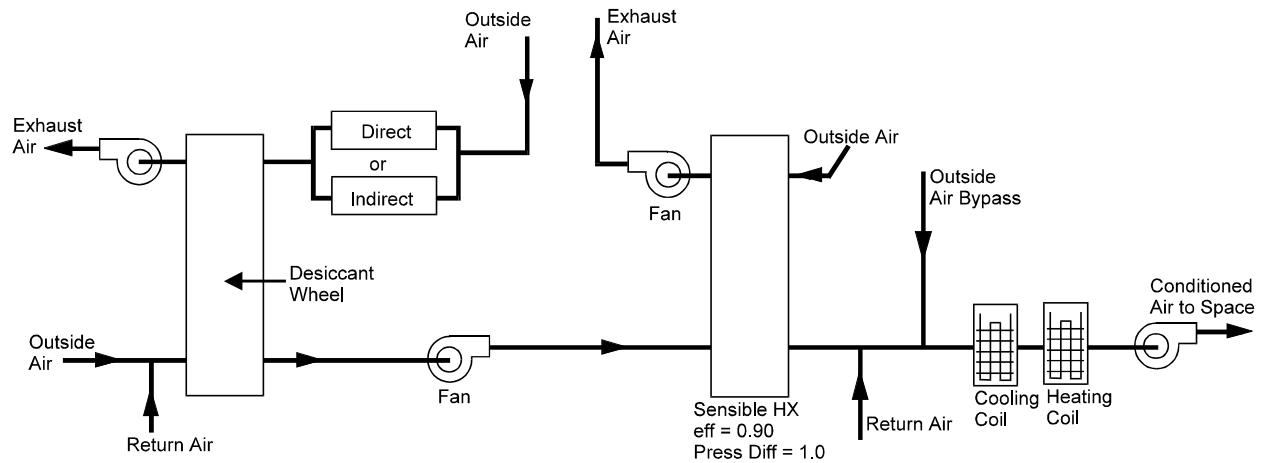 Outside
Air
Exhaust
Air
Exhaust
Air
Direct
or
Indirect
Outside Air
Outside
Air Bypass
Fan
Desiccant
Wheel
Outside
Air
Fan
Conditioned
Air to Space
Return Air
Sensible HX
eff = 0.90
Press Diff = 1.0
Return Air
Cooling
Coil
Heating
Coil